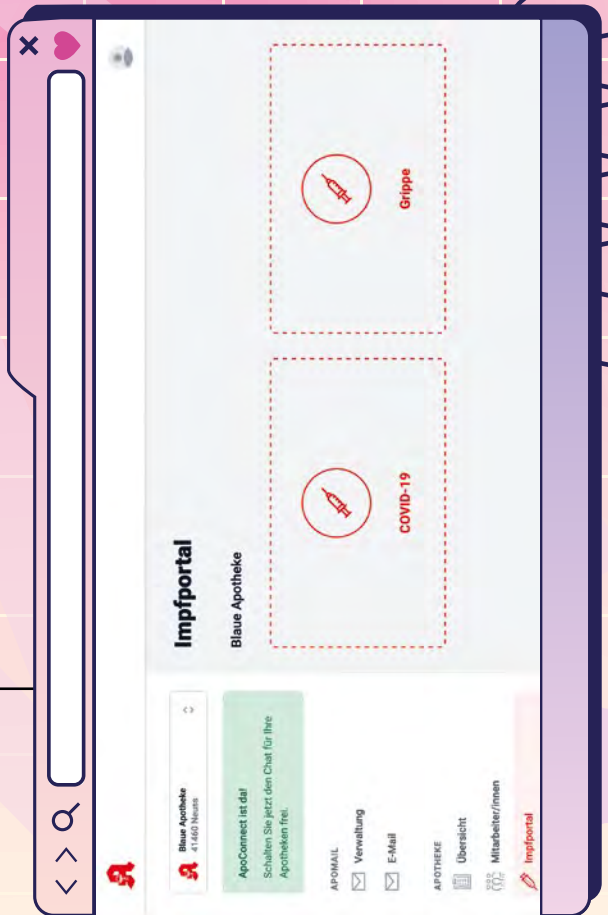 Blaue Apotheke
41460 Neuss
ApoConnect ist da!
Schalten Sie jetzt den Chat für Ihre
Apotheken frei.
APOMAIL
Verwaltung
E-Mail
APOTHEKE
Übersicht
Mitarbeiter/innen
Impfportal
Impfportal
Blaue Apotheke
COVID-19
Grippe